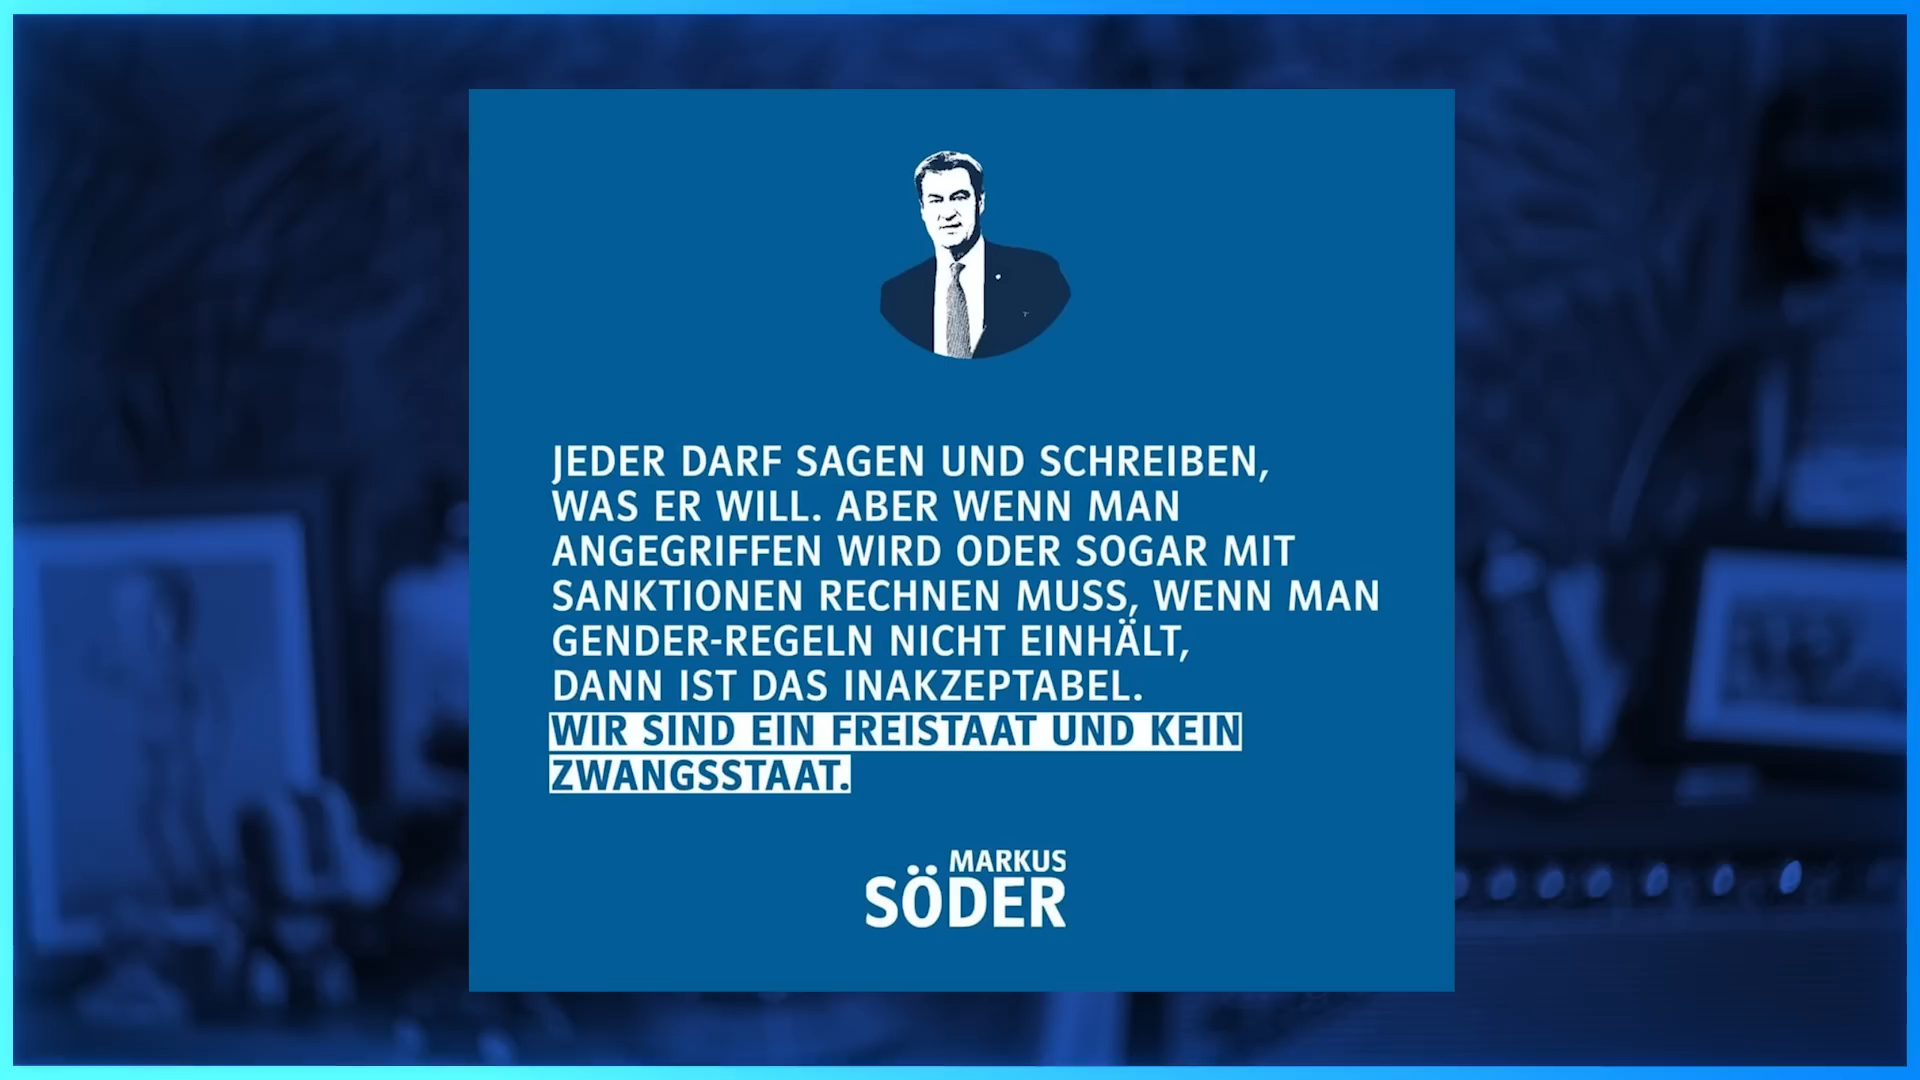 JEDER DARF SAGEN UND SCHREIBEN,
WAS ER WILL. ABER WENN MAN
ANGEGRIFFEN WIRD ODER SOGAR MIT
SANKTIONEN RECHNEN MUSS, WENN MAN
GENDER-REGELN NICHT EINHÄLT,
DANN IST DAS INAKZEPTABEL.
WIR SIND EIN FREISTAAT UND KEIN
ZWANGSSTAAT.
MARKUS
SÖDER